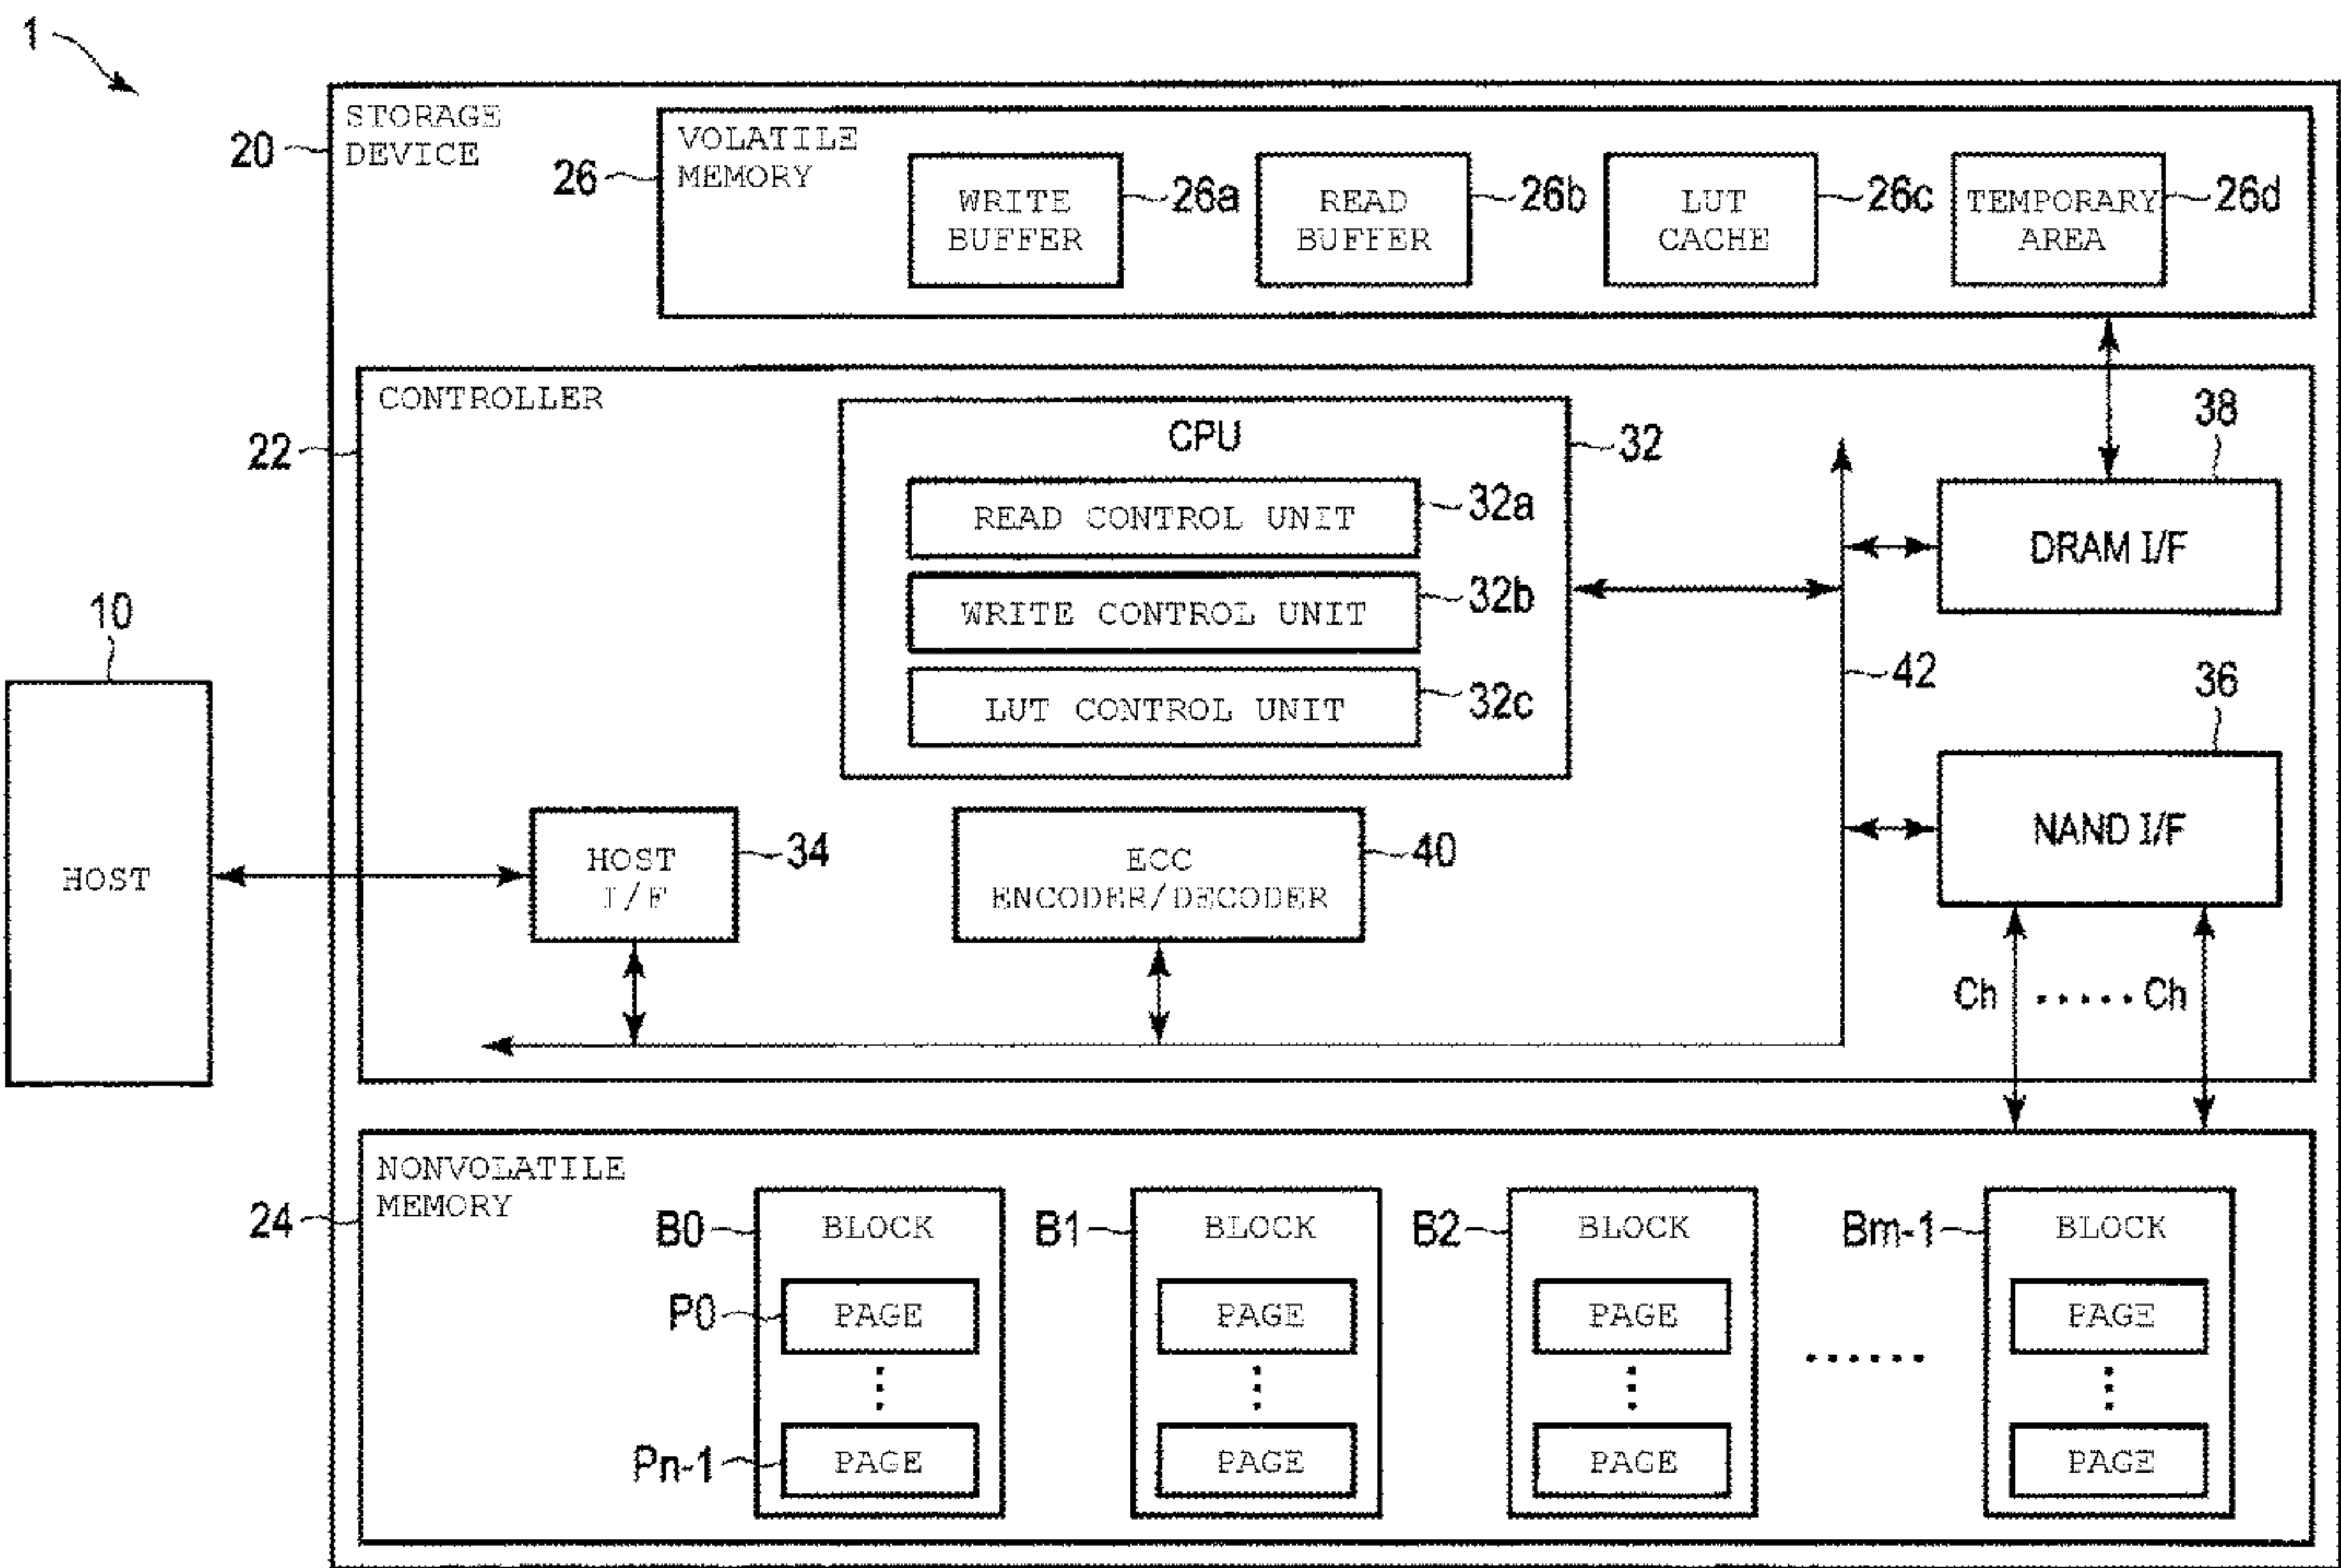 1
STORAGE
DEVICE
20
VOLATILE
MEMORY
26
WRITE
BUFFER
26a
READ
BUFFER
26b
LUT
CACHE
26c
TEMPORARY
AREA
26d
CONTROLLER
22
CPU
32
READ CONTROL UNIT
32a
WRITE CONTROL UNIT
32b
LUT CONTROL UNIT
32c
38
DRAM I/F
42
36
NAND I/F
10
HOST
HOST
I/F
34
ECC
ENCODER/DECODER
40
Ch ..... Ch
NONVOLATILE
MEMORY
24
B0
BLOCK
P0
PAGE
Pn-1
PAGE
B1
BLOCK
PAGE
PAGE
B2
BLOCK
PAGE
PAGE
......
Bm-1
BLOCK
PAGE
PAGE